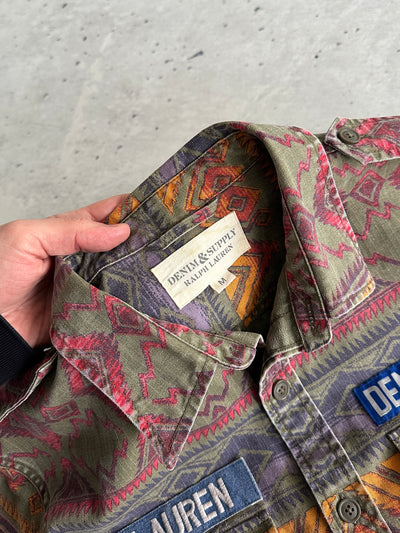 DENIM & SUPPLY
RALPH LAUREN
M
DEN
LAUREN